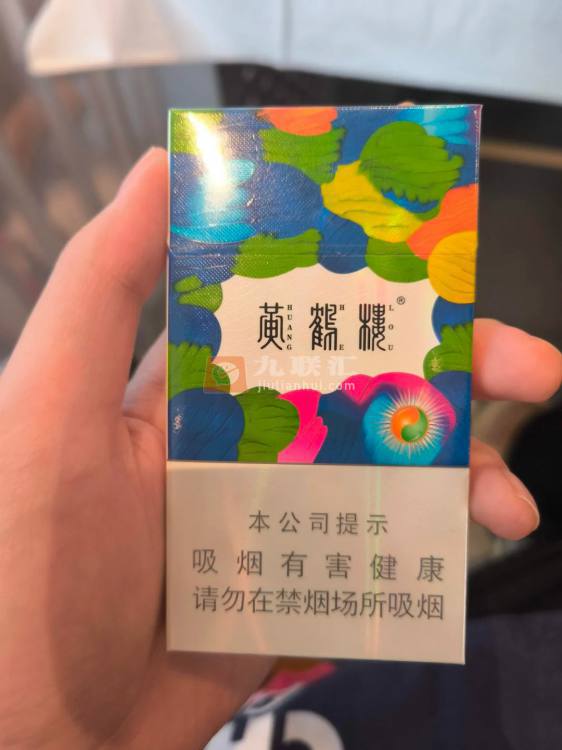 黄鹤楼®
HUANG HE LOU
九联汇
jiutianhui.com
本公司提示
吸烟有害健康
请勿在禁烟场所吸烟